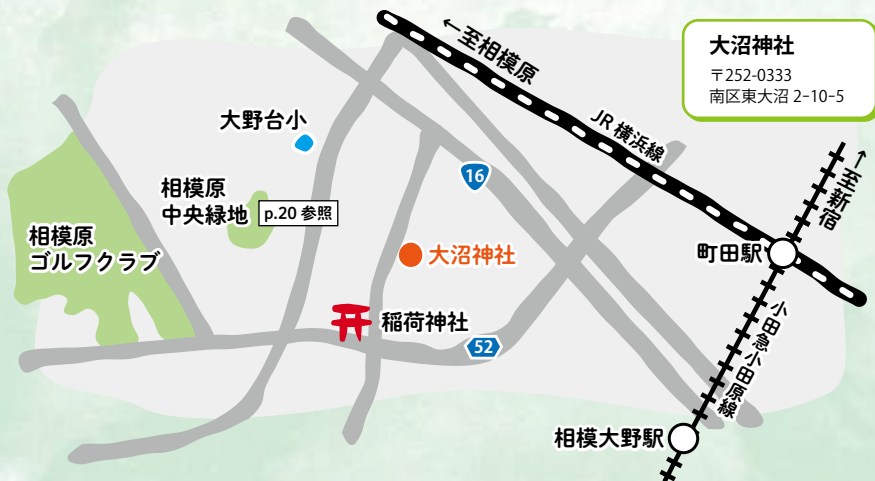 ←至相模原
大沼神社
〒252-0333
南区東大沼 2-10-5
JR 横浜線
大野台小
16
→至新宿
相模原
中央緑地
p.20 参照
相模原
ゴルフクラブ
大沼神社
町田駅
稲荷神社
52
小田急小田原線
相模大野駅